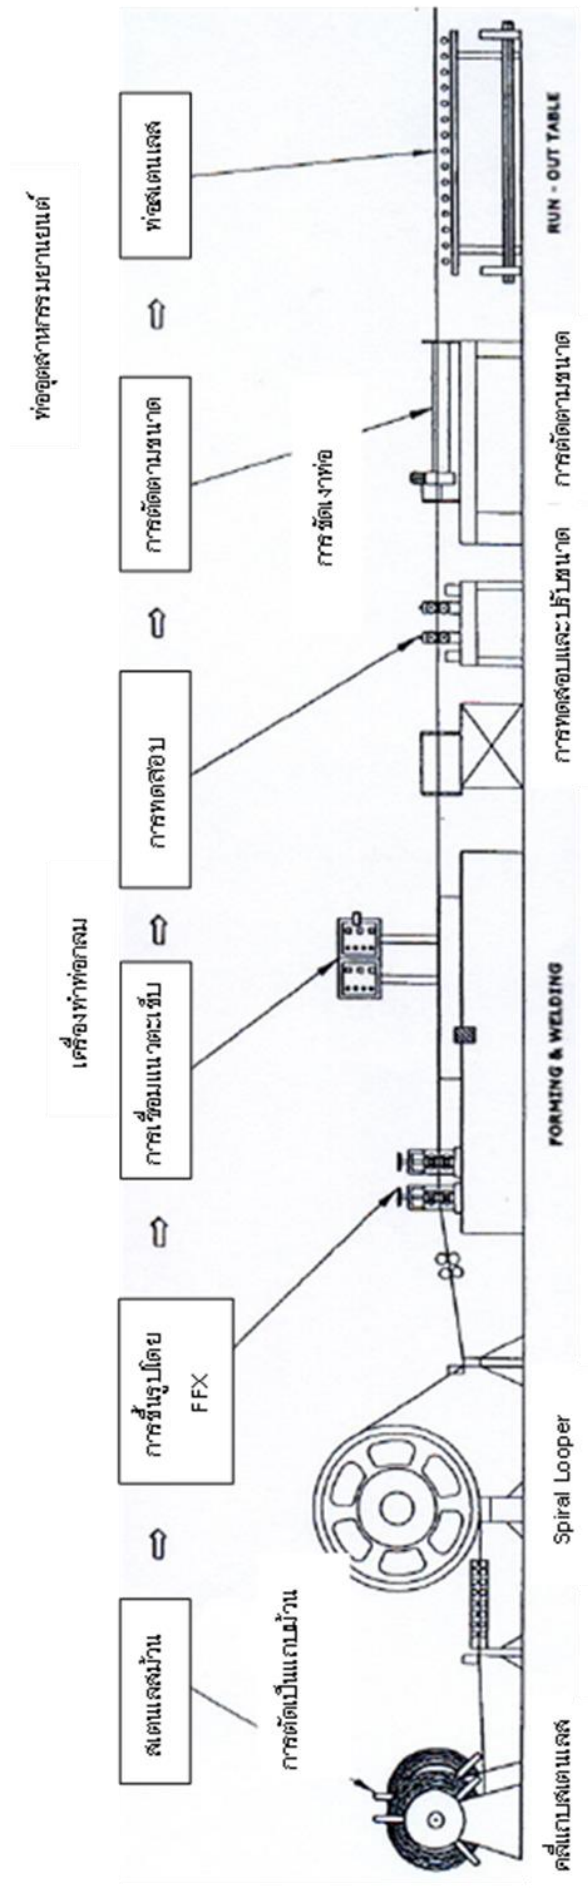 ท่ออุตสาหกรรมยานยนต์
เครื่องทำท่อกลม
สเตนเลสม้วน
การขึ้นรูปโดย
FFX
การเชื่อมแนวตะเข็บ
การทดสอบ
การตัดตามขนาด
ท่อสเตนเลส
การตัดเป็นแถบม้วน
การขัดเงาท่อ
คลี่แถบสเตนเลส
Spiral Looper
FORMING & WELDING
การทดสอบและปรับขนาด
การตัดตามขนาด
RUN - OUT TABLE